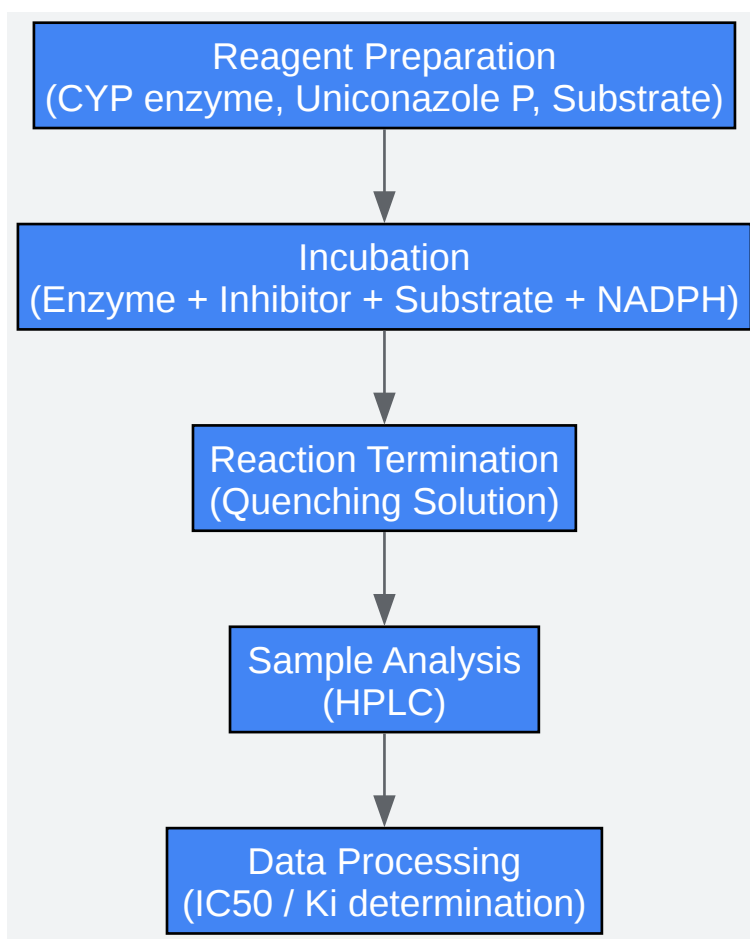 Reagent Preparation
(CYP enzyme, Uniconazole P, Substrate)
Incubation
(Enzyme + Inhibitor + Substrate + NADPH)
Reaction Termination
(Quenching Solution)
Sample Analysis
(HPLC)
Data Processing
(IC50 / Ki determination)